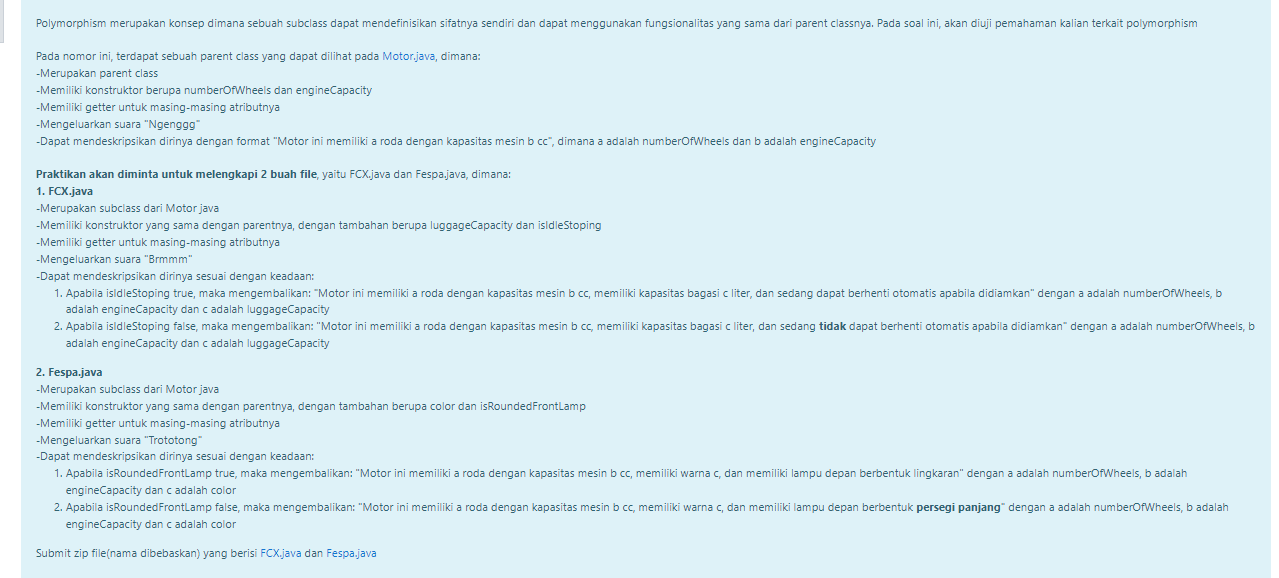 Polymorphism merupakan konsep dimana sebuah subclass dapat mendefinisikan sifatnya sendiri dan dapat menggunakan fungsionalitas yang sama dari parent classnya. Pada soal ini, akan diuji pemahaman kalian terkait polymorphism
Pada nomor ini, terdapat sebuah parent class yang dapat dilihat pada Motor.java, dimana:
-Merupakan parent class
-Memiliki konstruktor berupa numberOfWheels dan engineCapacity
-Memiliki getter untuk masing-masing atributnya
-Mengeluarkan suara "Ngenggg"
-Dapat mendeskripsikan dirinya dengan format "Motor ini memiliki a roda dengan kapasitas mesin b cc", dimana a adalah numberOfWheels dan b adalah engineCapacity
Praktikan akan diminta untuk melengkapi 2 buah file, yaitu FCX.java dan Fespa.java, dimana:
1. FCX.java
-Merupakan subclass dari Motor java
-Memiliki konstruktor yang sama dengan parentnya, dengan tambahan berupa luggageCapacity dan isIdleStoping
-Memiliki getter untuk masing-masing atributnya
-Mengeluarkan suara "Brmmm"
-Dapat mendeskripsikan dirinya sesuai dengan keadaan:
1. Apabila isIdleStoping true, maka mengembalikan: "Motor ini memiliki a roda dengan kapasitas mesin b cc, memiliki kapasitas bagasi c liter, dan sedang dapat berhenti otomatis apabila didiamkan" dengan a adalah numberOfWheels, b
adalah engineCapacity dan c adalah luggageCapacity
2. Apabila isIdleStoping false, maka mengembalikan: "Motor ini memiliki a roda dengan kapasitas mesin b cc, memiliki kapasitas bagasi c liter, dan sedang tidak dapat berhenti otomatis apabila didiamkan" dengan a adalah numberOfWheels, b
adalah engineCapacity dan c adalah luggageCapacity
2. Fespa.java
-Merupakan subclass dari Motor java
-Memiliki konstruktor yang sama dengan parentnya, dengan tambahan berupa color dan isRoundedFrontLamp
-Memiliki getter untuk masing-masing atributnya
-Mengeluarkan suara "Trototong"
-Dapat mendeskripsikan dirinya sesuai dengan keadaan:
1. Apabila isRoundedFrontLamp true, maka mengembalikan: "Motor ini memiliki a roda dengan kapasitas mesin b cc, memiliki warna c, dan memiliki lampu depan berbentuk lingkaran" dengan a adalah numberOfWheels, b adalah
engineCapacity dan c adalah color
2. Apabila isRoundedFrontLamp false, maka mengembalikan: "Motor ini memiliki a roda dengan kapasitas mesin b cc, memiliki warna c, dan memiliki lampu depan berbentuk persegi panjang" dengan a adalah numberOfWheels, b adalah
engineCapacity dan c adalah color
Submit zip file(nama dibebaskan) yang berisi FCX.java dan Fespa.java